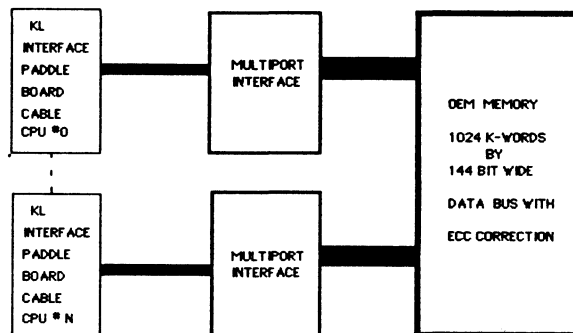 KL
INTERFACE
PADDLE
BOARD
CABLE
CPU #0
MULTIPORT
INTERFACE
OEM MEMORY
1024 K-WORDS
BY
144 BIT WIDE
DATA BUS WITH
ECC CORRECTION
KL
INTERFACE
PADDLE
BOARD
CABLE
CPU # N
MULTIPORT
INTERFACE